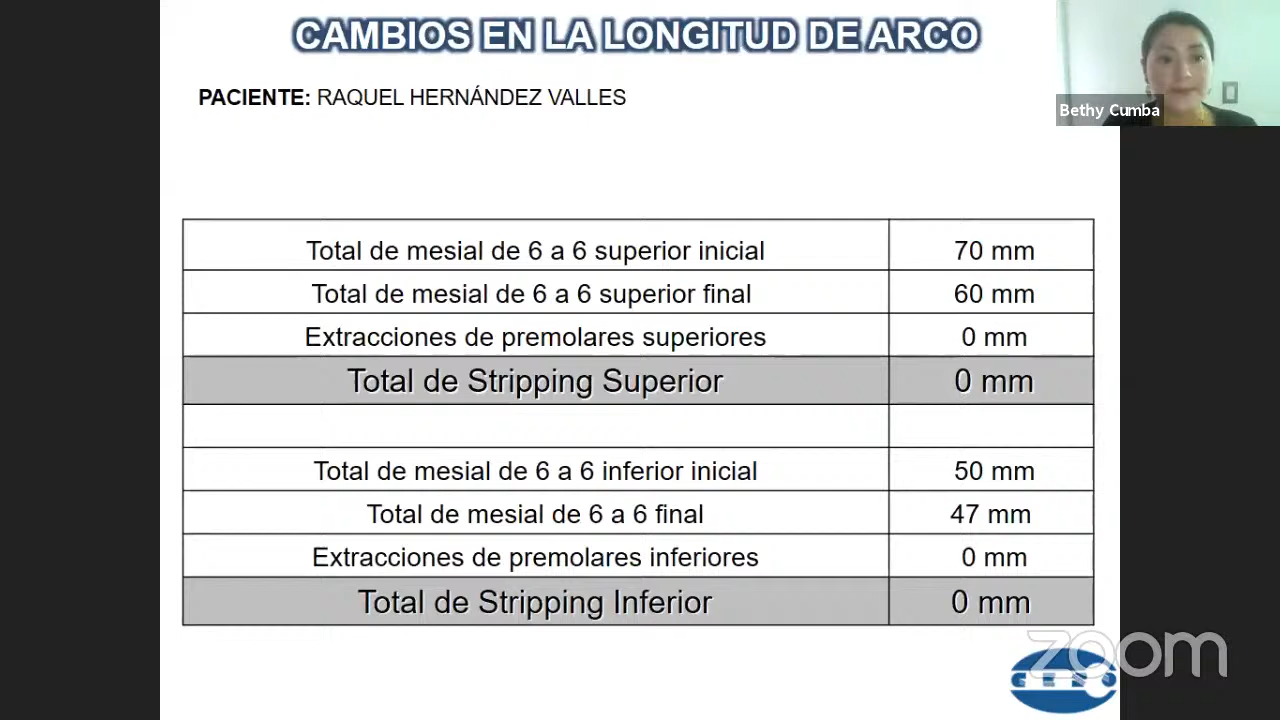 CAMBIOS EN LA LONGITUD DE ARCO
PACIENTE: RAQUEL HERNÁNDEZ VALLES
Bethy Cumba
Total de mesial de 6 a 6 superior inicial 70 mm
Total de mesial de 6 a 6 superior final 60 mm
Extracciones de premolares superiores 0 mm
Total de Stripping Superior 0 mm
Total de mesial de 6 a 6 inferior inicial 50 mm
Total de mesial de 6 a 6 final 47 mm
Extracciones de premolares inferiores 0 mm
Total de Stripping Inferior 0 mm
zoom